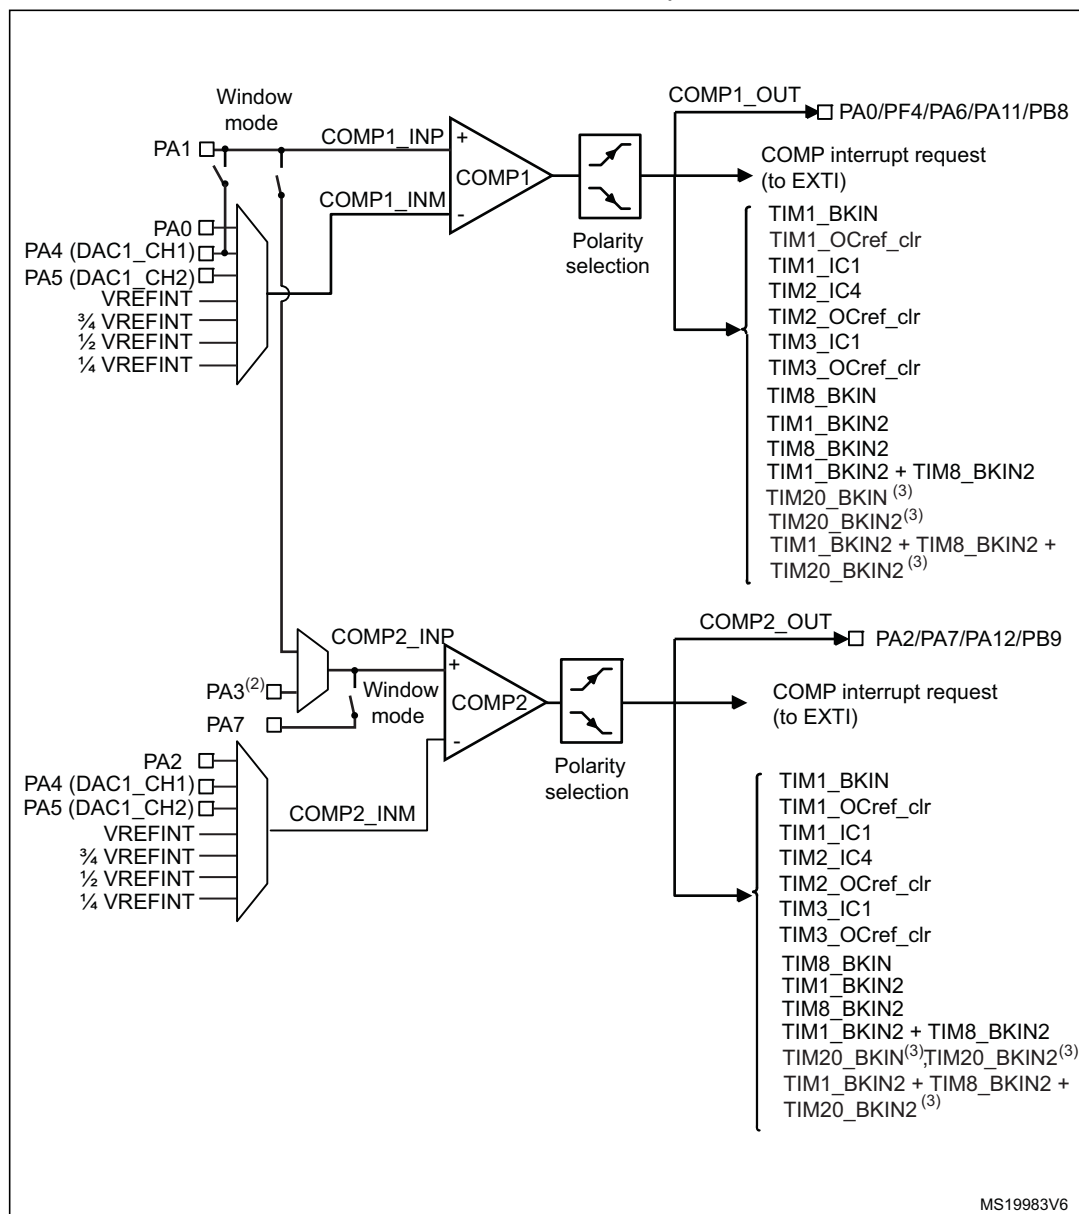 Window
mode
COMP1_INP
PA1
+
COMP1
COMP1_INM
-
PA0
PA4 (DAC1_CH1)
PA5 (DAC1_CH2)
VREFINT
¾ VREFINT
½ VREFINT
¼ VREFINT
Polarity
selection
COMP1_OUT
PA0/PF4/PA6/PA11/PB8
COMP interrupt request
(to EXTI)
TIM1_BKIN
TIM1_OCref_clr
TIM1_IC1
TIM2_IC4
TIM2_OCref_clr
TIM3_IC1
TIM3_OCref_clr
TIM8_BKIN
TIM1_BKIN2
TIM8_BKIN2
TIM1_BKIN2 + TIM8_BKIN2
TIM20_BKIN (3)
TIM20_BKIN2(3)
TIM1_BKIN2 + TIM8_BKIN2 +
TIM20_BKIN2 (3)
COMP2_INP
PA3(2)
+
Window
mode
COMP2
PA7
-
PA2
PA4 (DAC1_CH1)
PA5 (DAC1_CH2)
COMP2_INM
VREFINT
¾ VREFINT
½ VREFINT
¼ VREFINT
Polarity
selection
COMP2_OUT
PA2/PA7/PA12/PB9
COMP interrupt request
(to EXTI)
TIM1_BKIN
TIM1_OCref_clr
TIM1_IC1
TIM2_IC4
TIM2_OCref_clr
TIM3_IC1
TIM3_OCref_clr
TIM8_BKIN
TIM1_BKIN2
TIM8_BKIN2
TIM1_BKIN2 + TIM8_BKIN2
TIM20_BKIN(3),TIM20_BKIN2(3)
TIM1_BKIN2 + TIM8_BKIN2 +
TIM20_BKIN2 (3)
MS19983V6